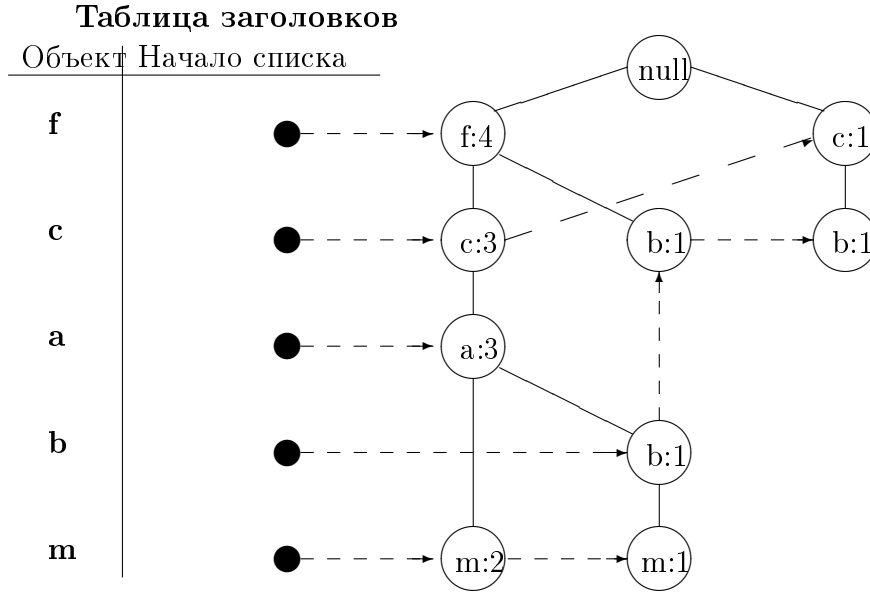 Таблица заголовков
Объект Начало списка
null
f f:4 c:1
c c:3 b:1 b:1
a a:3
b b:1
m m:2 m:1